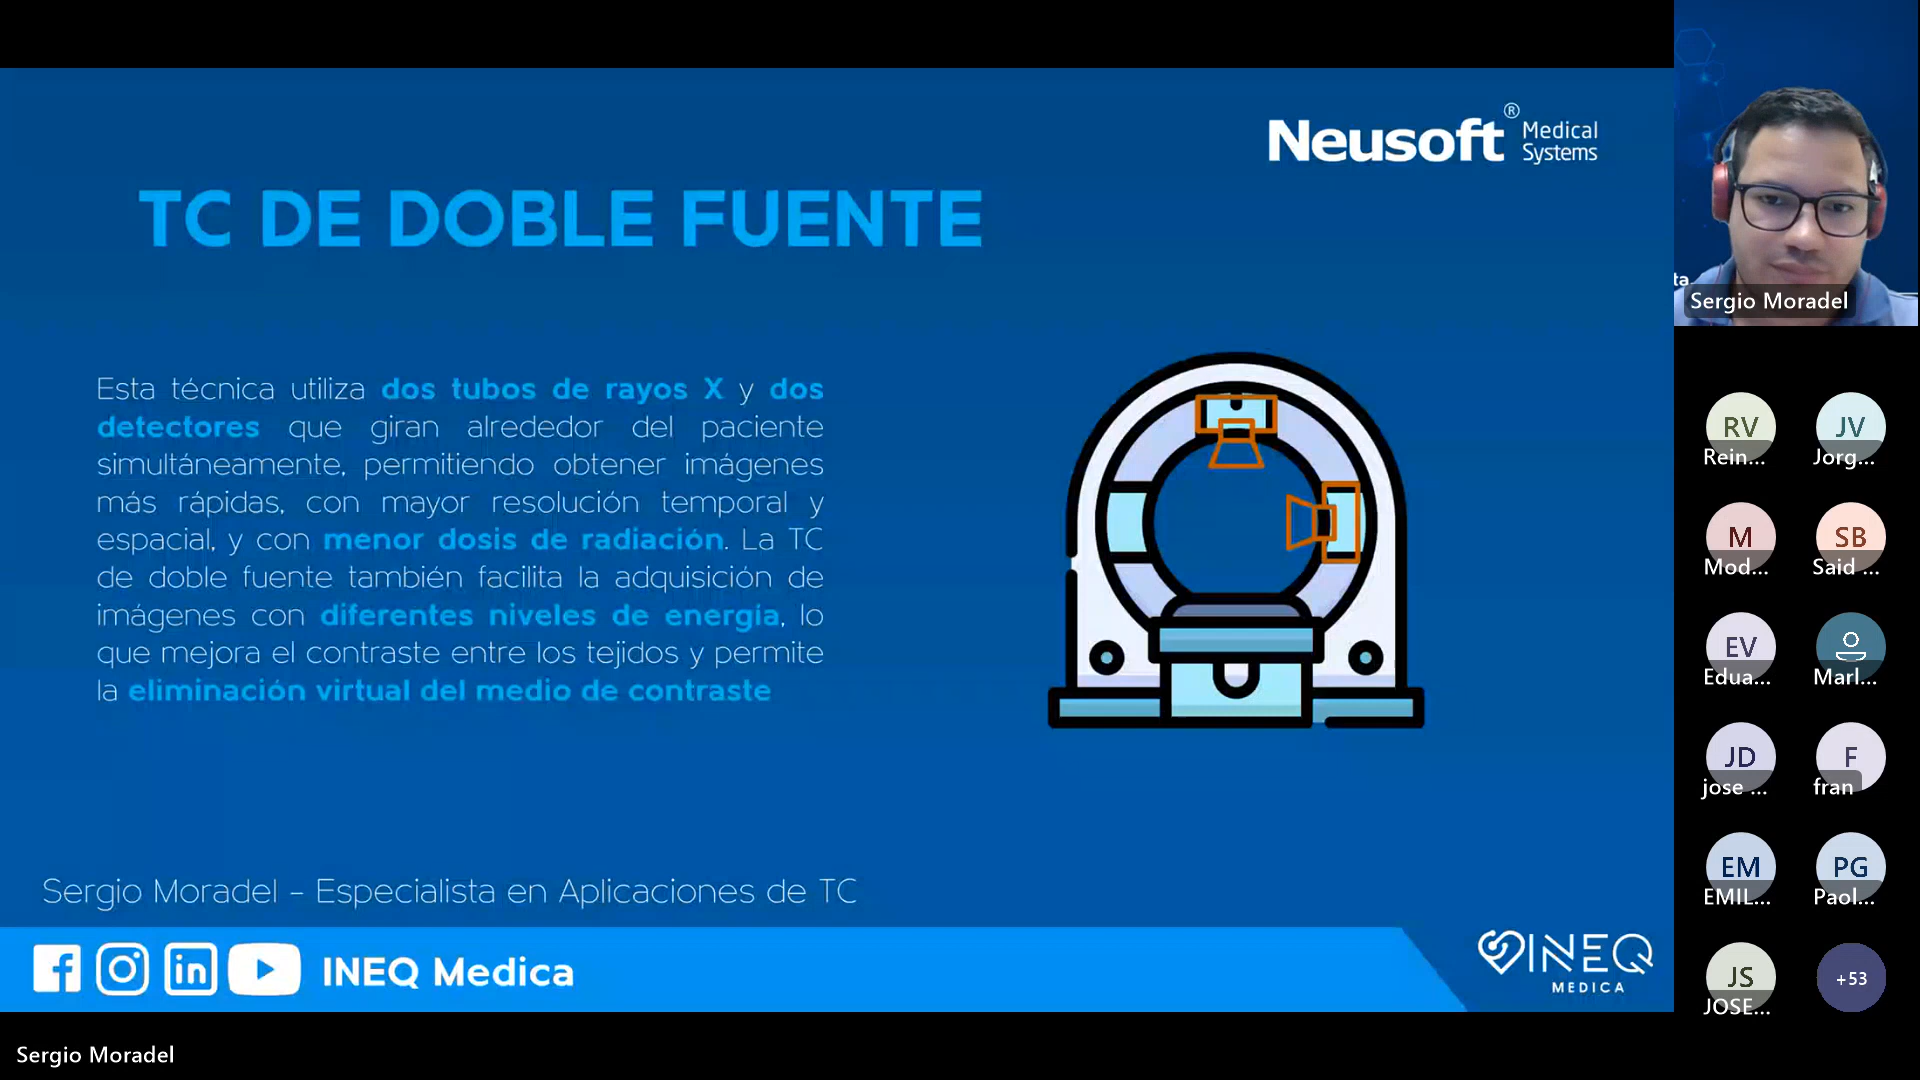 Neusoft® Medical
Systems
TC DE DOBLE FUENTE
Esta técnica utiliza dos tubos de rayos X y dos
detectores que giran alrededor del paciente
simultáneamente, permitiendo obtener imágenes
más rápidas, con mayor resolución temporal y
espacial, y con menor dosis de radiación. La TC
de doble fuente también facilita la adquisición de
imágenes con diferentes niveles de energía, lo
que mejora el contraste entre los tejidos y permite
la eliminación virtual del medio de contraste
Sergio Moradel – Especialista en Aplicaciones de TC
INEQ Medica
INEQ
MEDICA
Sergio Moradel
ta
Sergio Moradel
RV
JV
Rein...
Jorg...
M
SB
Mod...
Said ...
EV
Edua...
Marl...
JD
F
jose ...
fran
EM
PG
EMIL...
Paol...
JS
+53
JOSE...